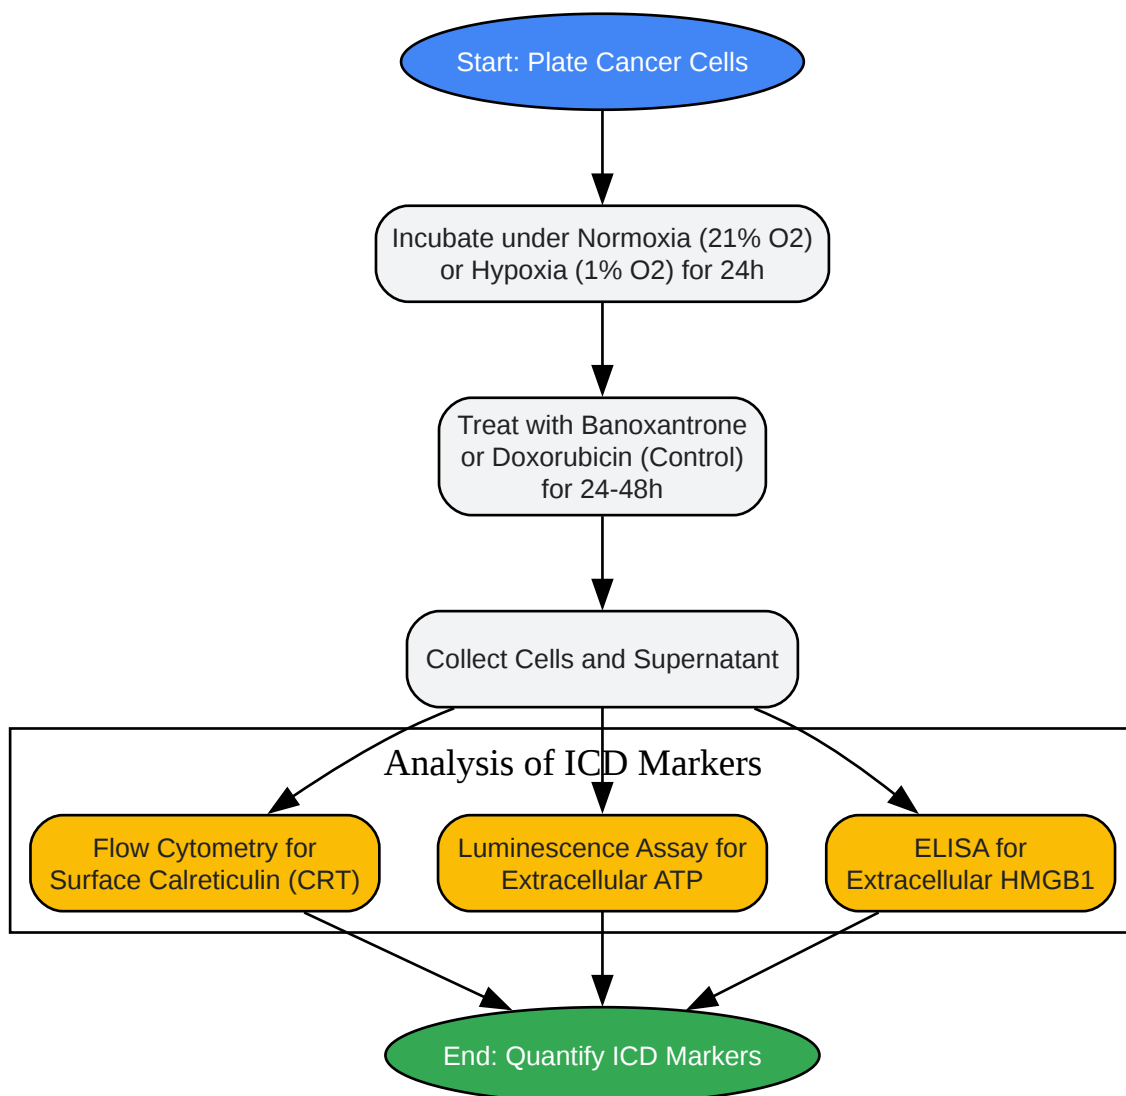 Start: Plate Cancer Cells
Incubate under Normoxia (21% O2)
or Hypoxia (1% O2) for 24h
Treat with Banoxantrone
or Doxorubicin (Control)
for 24-48h
Collect Cells and Supernatant
Analysis of ICD Markers
Flow Cytometry for
Surface Calreticulin (CRT)
Luminescence Assay for
Extracellular ATP
ELISA for
Extracellular HMGB1
End: Quantify ICD Markers